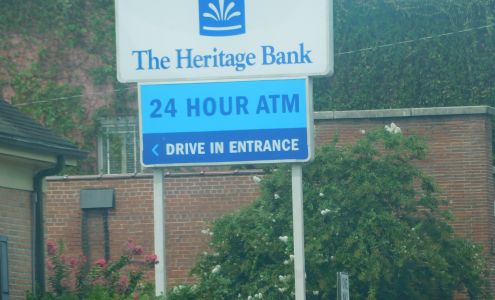 The Heritage Bank
24 HOUR ATM
< DRIVE IN ENTRANCE